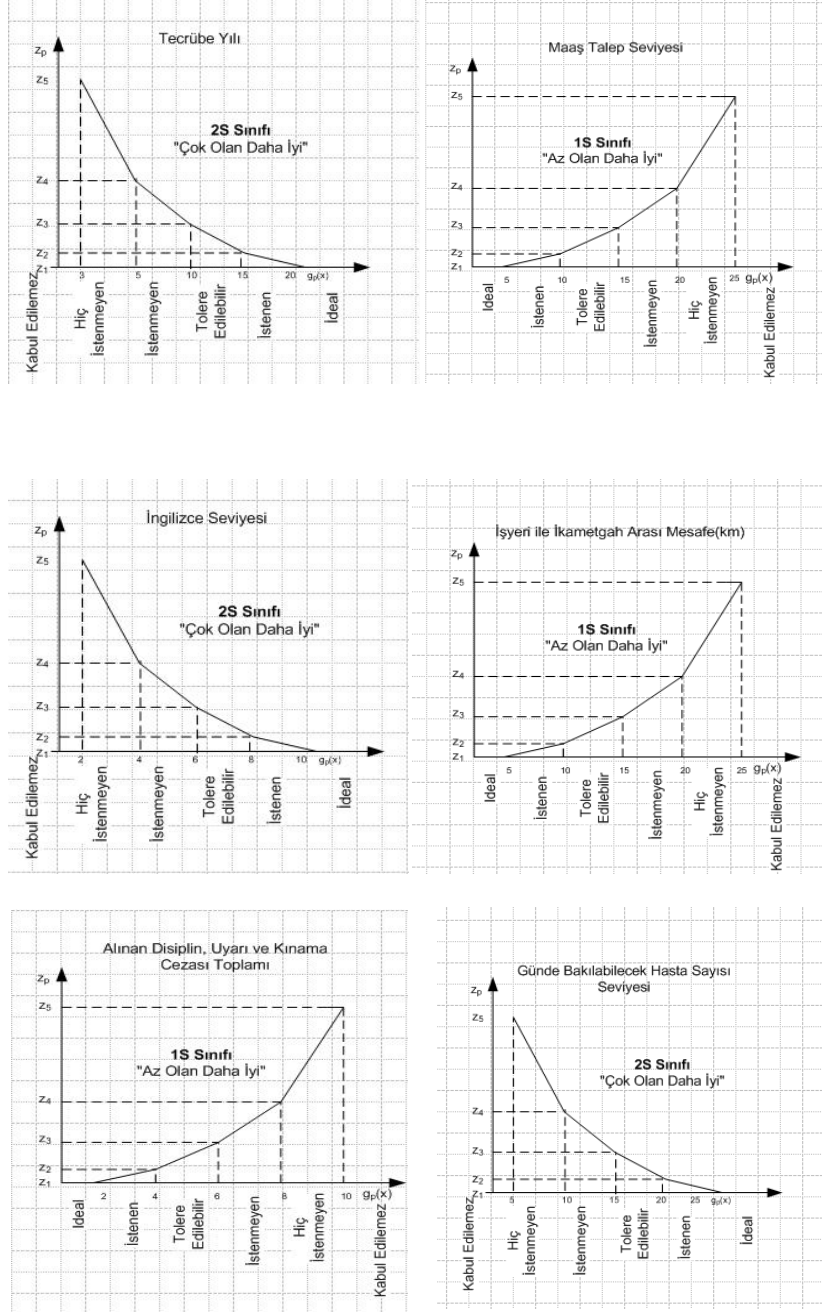 Tecrübe Yılı
zp
z5
2S Sınıfı
"Çok Olan Daha İyi"
z4
z3
z2
z1
3 5 10 15 20 gp(x)
Kabul Edilemez
Hiç
İstenmeyen
İstenmeyen
Tolere
Edilebilir
İstenen
İdeal
Maaş Talep Seviyesi
zp
z5
1S Sınıfı
"Az Olan Daha İyi"
z4
z3
z2
z1
5 10 15 20 25 gp(x)
İdeal
İstenen
Tolere
Edilebilir
İstenmeyen
Hiç
İstenmeyen
Kabul Edilemez
İngilizce Seviyesi
zp
z5
2S Sınıfı
"Çok Olan Daha İyi"
z4
z3
z2
z1
2 4 6 8 10 gp(x)
Kabul Edilemez
Hiç
İstenmeyen
İstenmeyen
Tolere
Edilebilir
İstenen
İdeal
İşyeri ile İkametgah Arası Mesafe(km)
zp
z5
1S Sınıfı
"Az Olan Daha İyi"
z4
z3
z2
z1
5 10 15 20 25 gp(x)
İdeal
İstenen
Tolere
Edilebilir
İstenmeyen
Hiç
İstenmeyen
Kabul Edilemez
Alınan Disiplin, Uyarı ve Kınama
Cezası Toplamı
zp
z5
1S Sınıfı
"Az Olan Daha İyi"
z4
z3
z2
z1
2 4 6 8 10 gp(x)
İdeal
İstenen
Tolere
Edilebilir
İstenmeyen
Hiç
İstenmeyen
Kabul Edilemez
Günde Bakılabilecek Hasta Sayısı
Seviyesi
zp
z5
2S Sınıfı
"Çok Olan Daha İyi"
z4
z3
z2
z1
5 10 15 20 25 gp(x)
Kabul Edilemez
Hiç
İstenmeyen
İstenmeyen
Tolere
Edilebilir
İstenen
İdeal